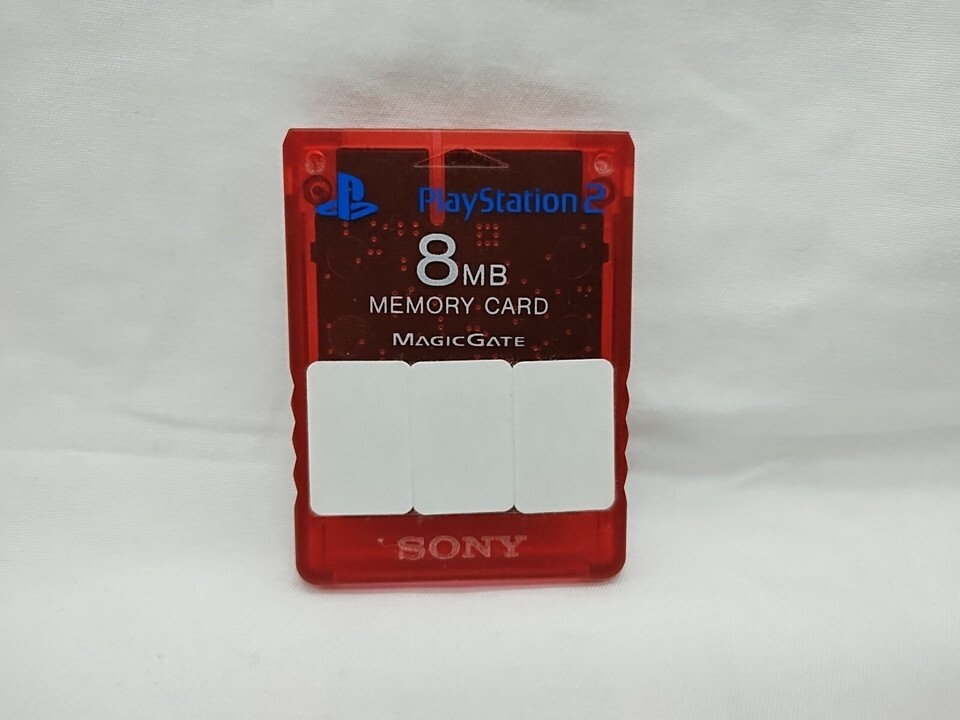 PlayStation 2
8MB
MEMORY CARD
MAGICGATE
SONY